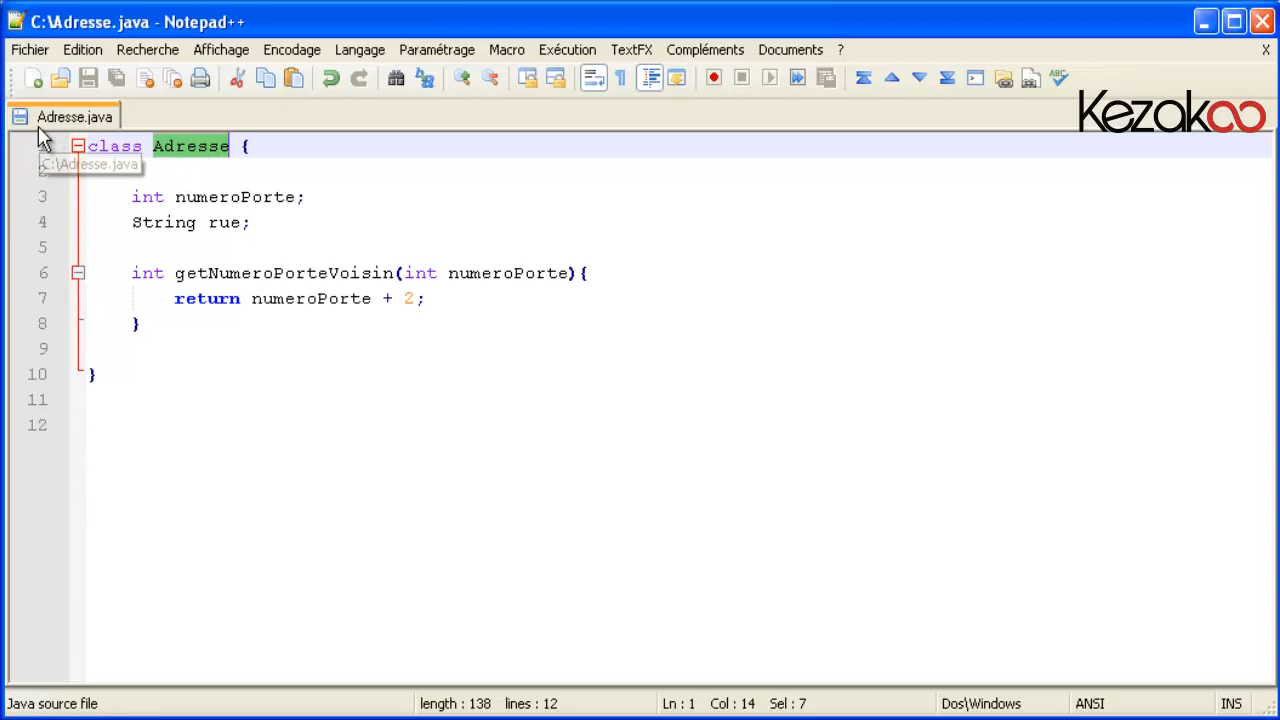 C:\Adresse.java - Notepad++
Fichier Edition Recherche Affichage Encodage Langage Paramétrage Macro Exécution TextFX Compléments Documents ? X
Kezakoo
Adresse.java
class Adresse {
C:\Adresse.java
3 int numeroPorte;
4 String rue;
5
6 int getNumeroPorteVoisin(int numeroPorte){
7 return numeroPorte + 2;
8 }
9
10 }
11
12
Java source file length : 138 lines : 12 Ln : 1 Col : 14 Sel : 7 Dos\Windows ANSI INS